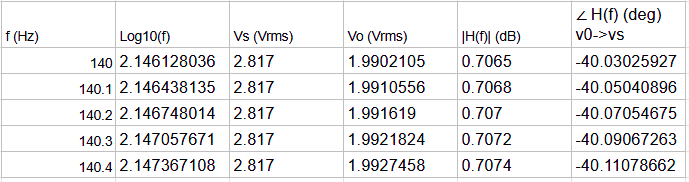 ∠ H(f) (deg)
f (Hz) Log10(f) Vs (Vrms) Vo (Vrms) |H(f)| (dB) v0->vs
140 2.146128036 2.817 1.9902105 0.7065 -40.03025927
140.1 2.146438135 2.817 1.9910556 0.7068 -40.05040896
140.2 2.146748014 2.817 1.991619 0.707 -40.07054675
140.3 2.147057671 2.817 1.9921824 0.7072 -40.09067263
140.4 2.147367108 2.817 1.9927458 0.7074 -40.11078662